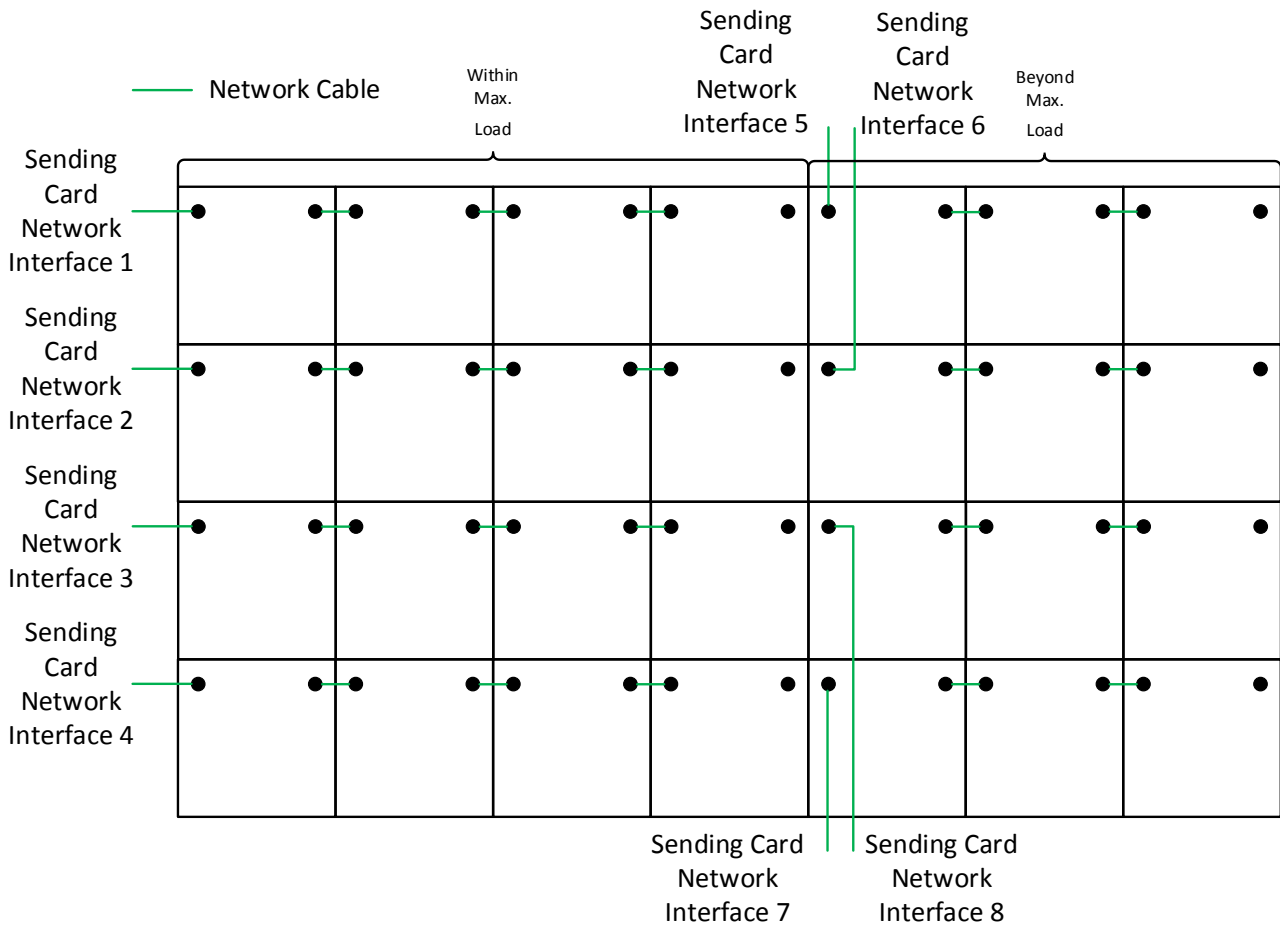 Network Cable
Within
Max.
Load
Sending
Card
Network
Interface 5
Sending
Card
Network
Interface 6
Beyond
Max.
Load
Sending
Card
Network
Interface 1
Sending
Card
Network
Interface 2
Sending
Card
Network
Interface 3
Sending
Card
Network
Interface 4
Sending Card
Network
Interface 7
Sending Card
Network
Interface 8